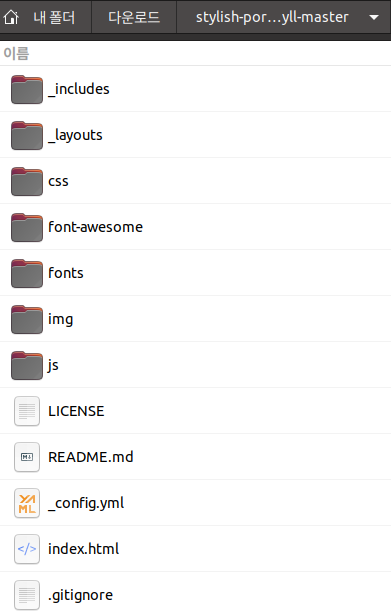 내 폴더 다운로드 stylish-por...yll-master
이름
_includes
_layouts
css
font-awesome
fonts
img
js
LICENSE
README.md
_config.yml
index.html
.gitignore